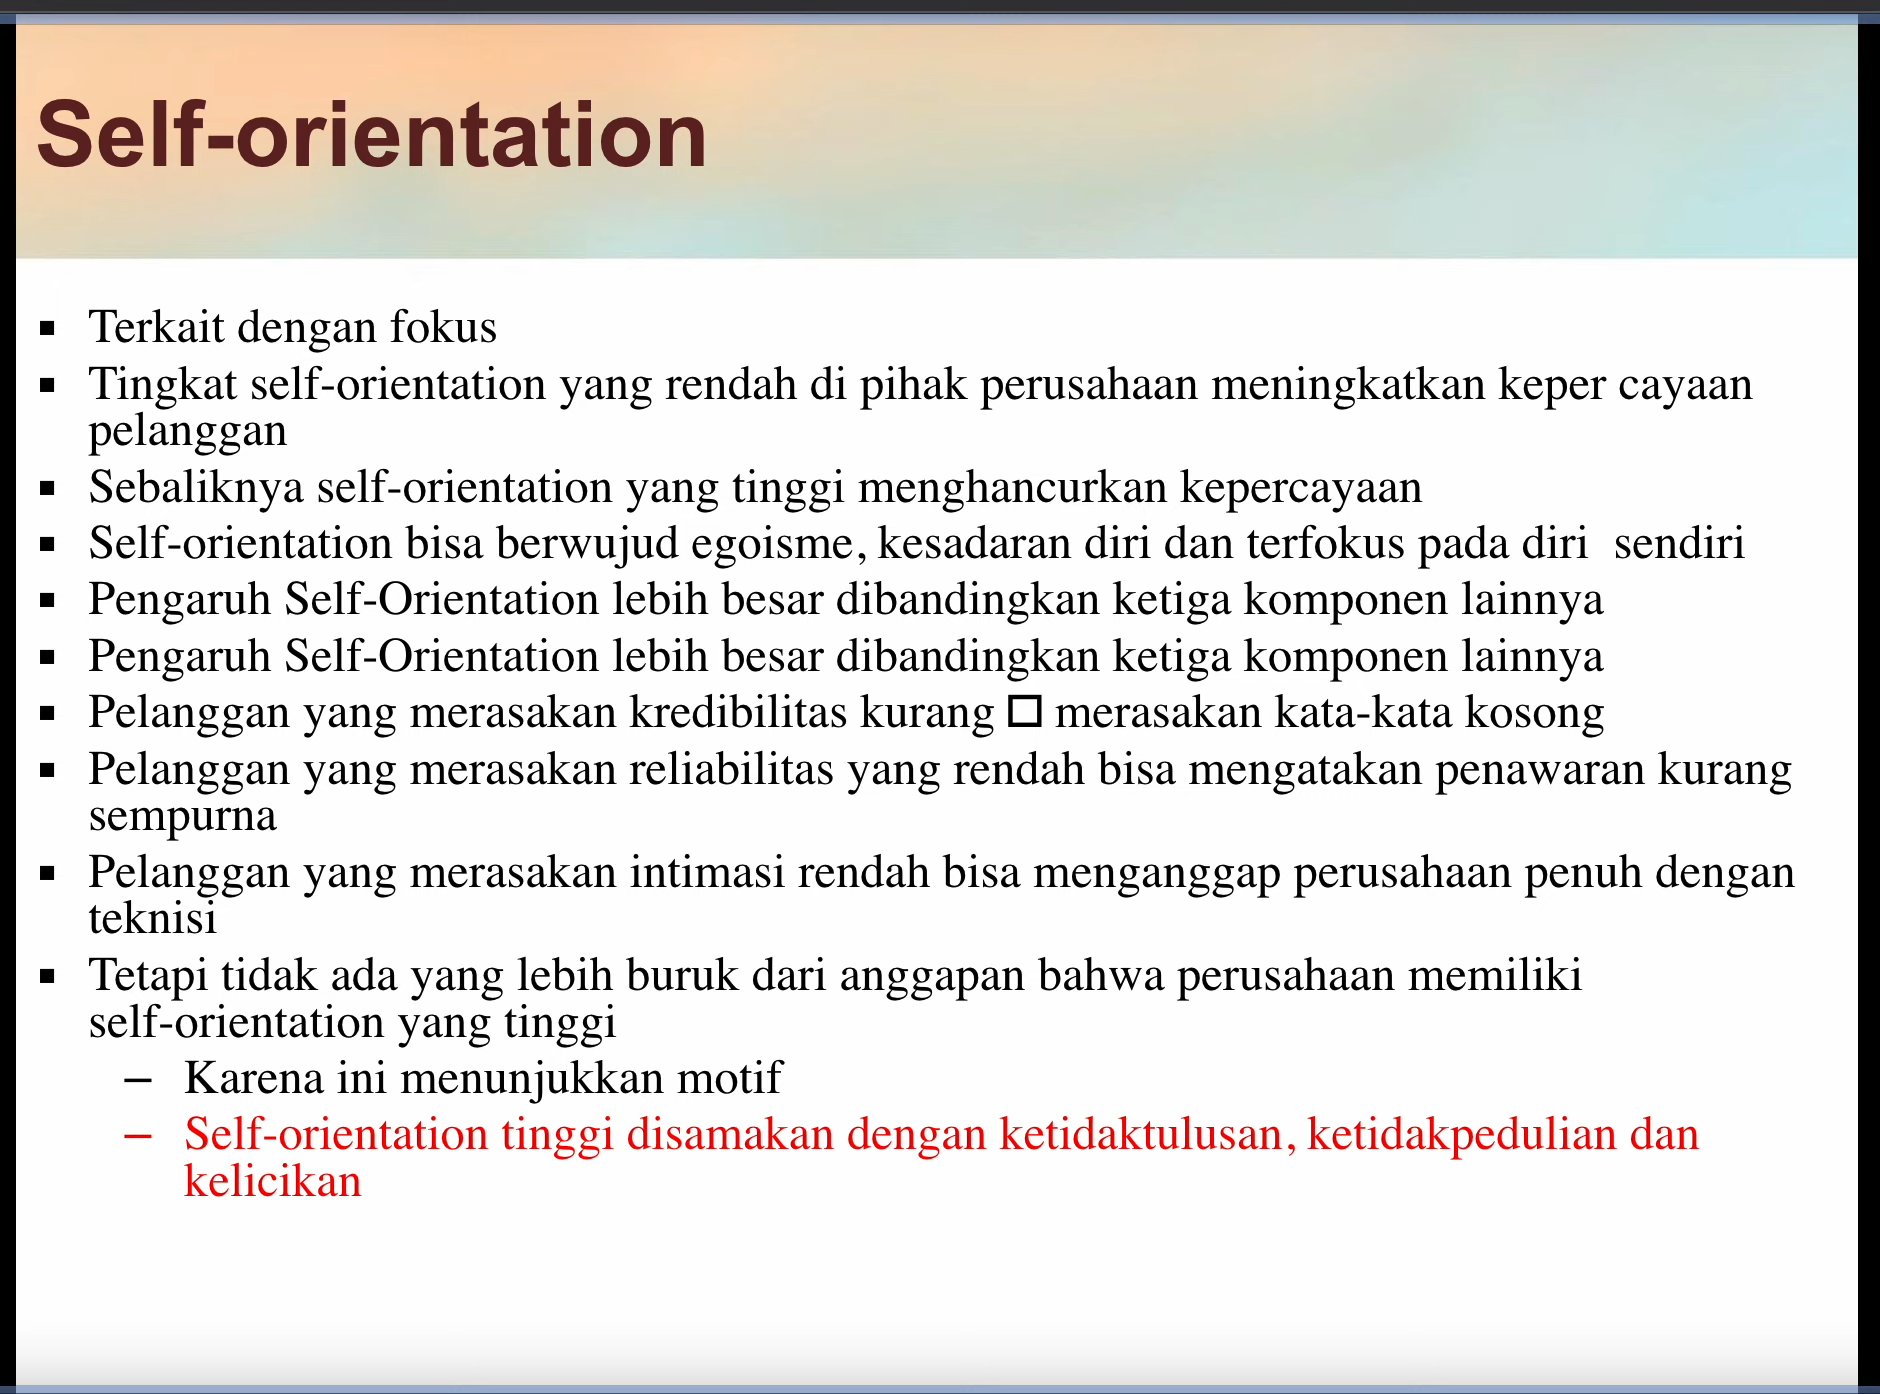 Self-orientation
▪ Terkait dengan fokus
▪ Tingkat self-orientation yang rendah di pihak perusahaan meningkatkan keper cayaan
pelanggan
▪ Sebaliknya self-orientation yang tinggi menghancurkan kepercayaan
▪ Self-orientation bisa berwujud egoisme, kesadaran diri dan terfokus pada diri  sendiri
▪ Pengaruh Self-Orientation lebih besar dibandingkan ketiga komponen lainnya
▪ Pengaruh Self-Orientation lebih besar dibandingkan ketiga komponen lainnya
▪ Pelanggan yang merasakan kredibilitas kurang □ merasakan kata-kata kosong
▪ Pelanggan yang merasakan reliabilitas yang rendah bisa mengatakan penawaran kurang
sempurna
▪ Pelanggan yang merasakan intimasi rendah bisa menganggap perusahaan penuh dengan
teknisi
▪ Tetapi tidak ada yang lebih buruk dari anggapan bahwa perusahaan memiliki
self-orientation yang tinggi
– Karena ini menunjukkan motif
– Self-orientation tinggi disamakan dengan ketidaktulusan, ketidakpedulian dan
kelicikan